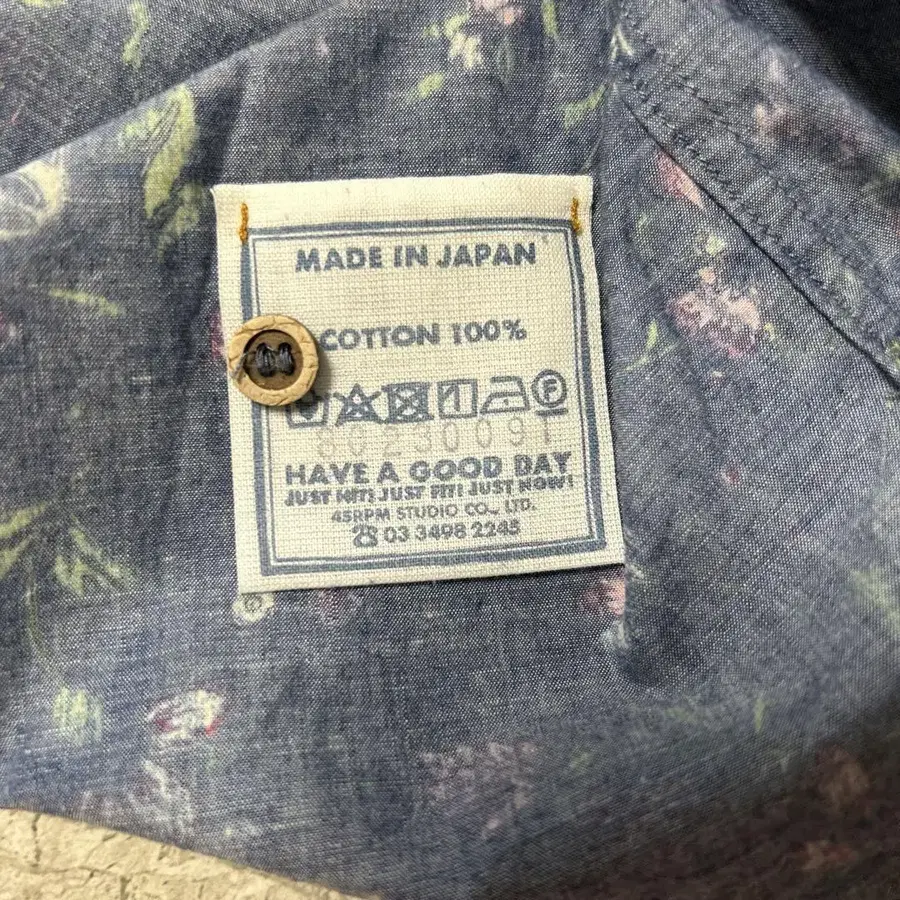 MADE IN JAPAN
COTTON 100%
F
8023009T
HAVE A GOOD DAY
JUST HIT! JUST FIT! JUST NOW!
45RPM STUDIO CO., LTD.
☎ 03 3498 2245